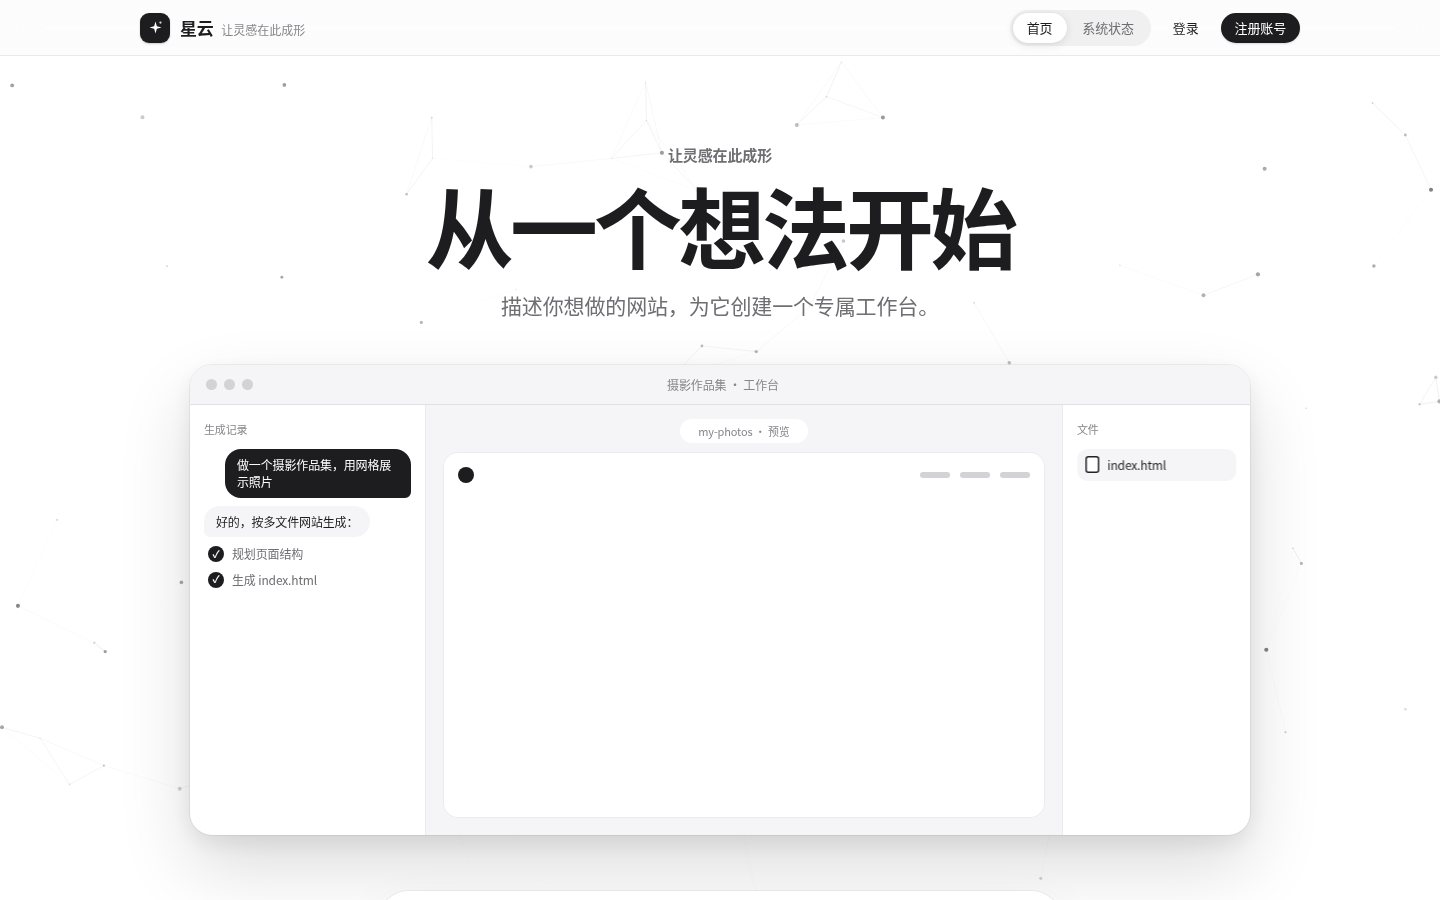 星云 让灵感在此成形
首页 系统状态 登录 注册账号
让灵感在此成形
从一个想法开始
描述你想做的网站，为它创建一个专属工作台。
摄影作品集 · 工作台
生成记录
做一个摄影作品集，用网格展
示照片
好的，按多文件网站生成：
规划页面结构
生成 index.html
my-photos · 预览
文件
index.html